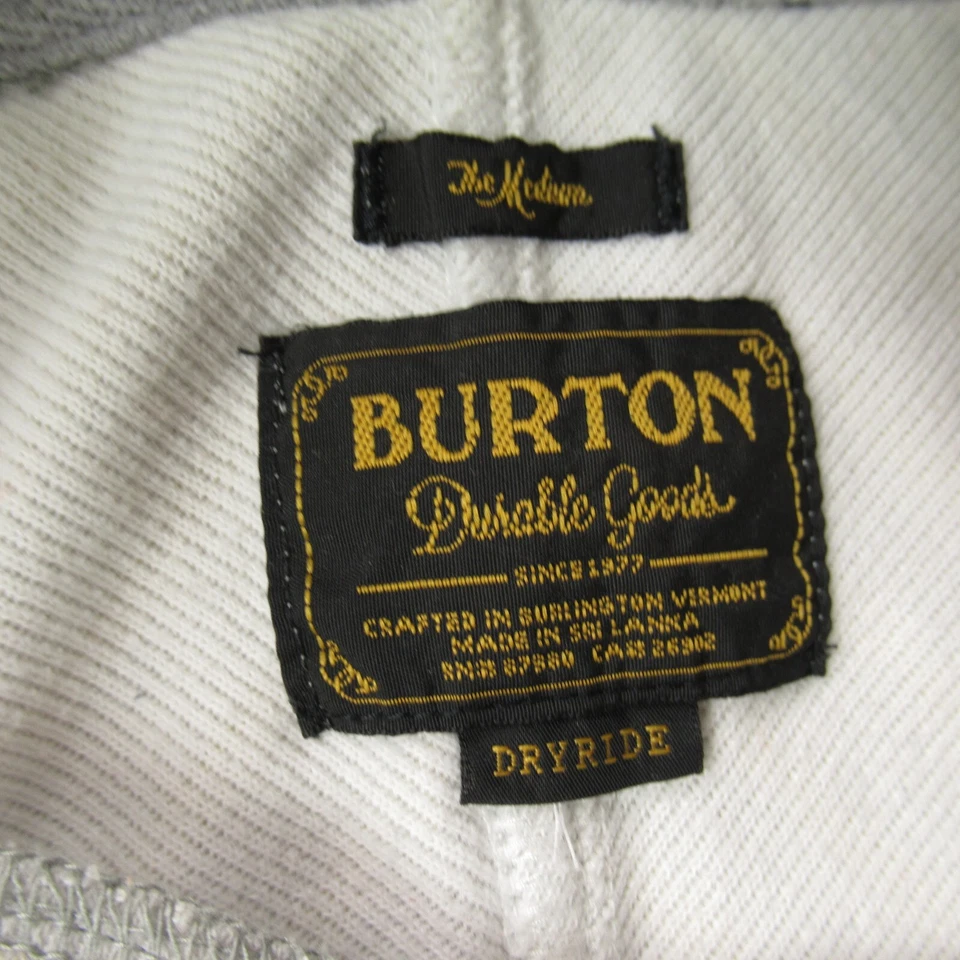 The Medium
BURTON
Durable Goods
SINCE 1977
CRAFTED IN BURLINGTON VERMONT
MADE IN SRI LANKA
RN# 67980 CA# 26902
DRYRIDE